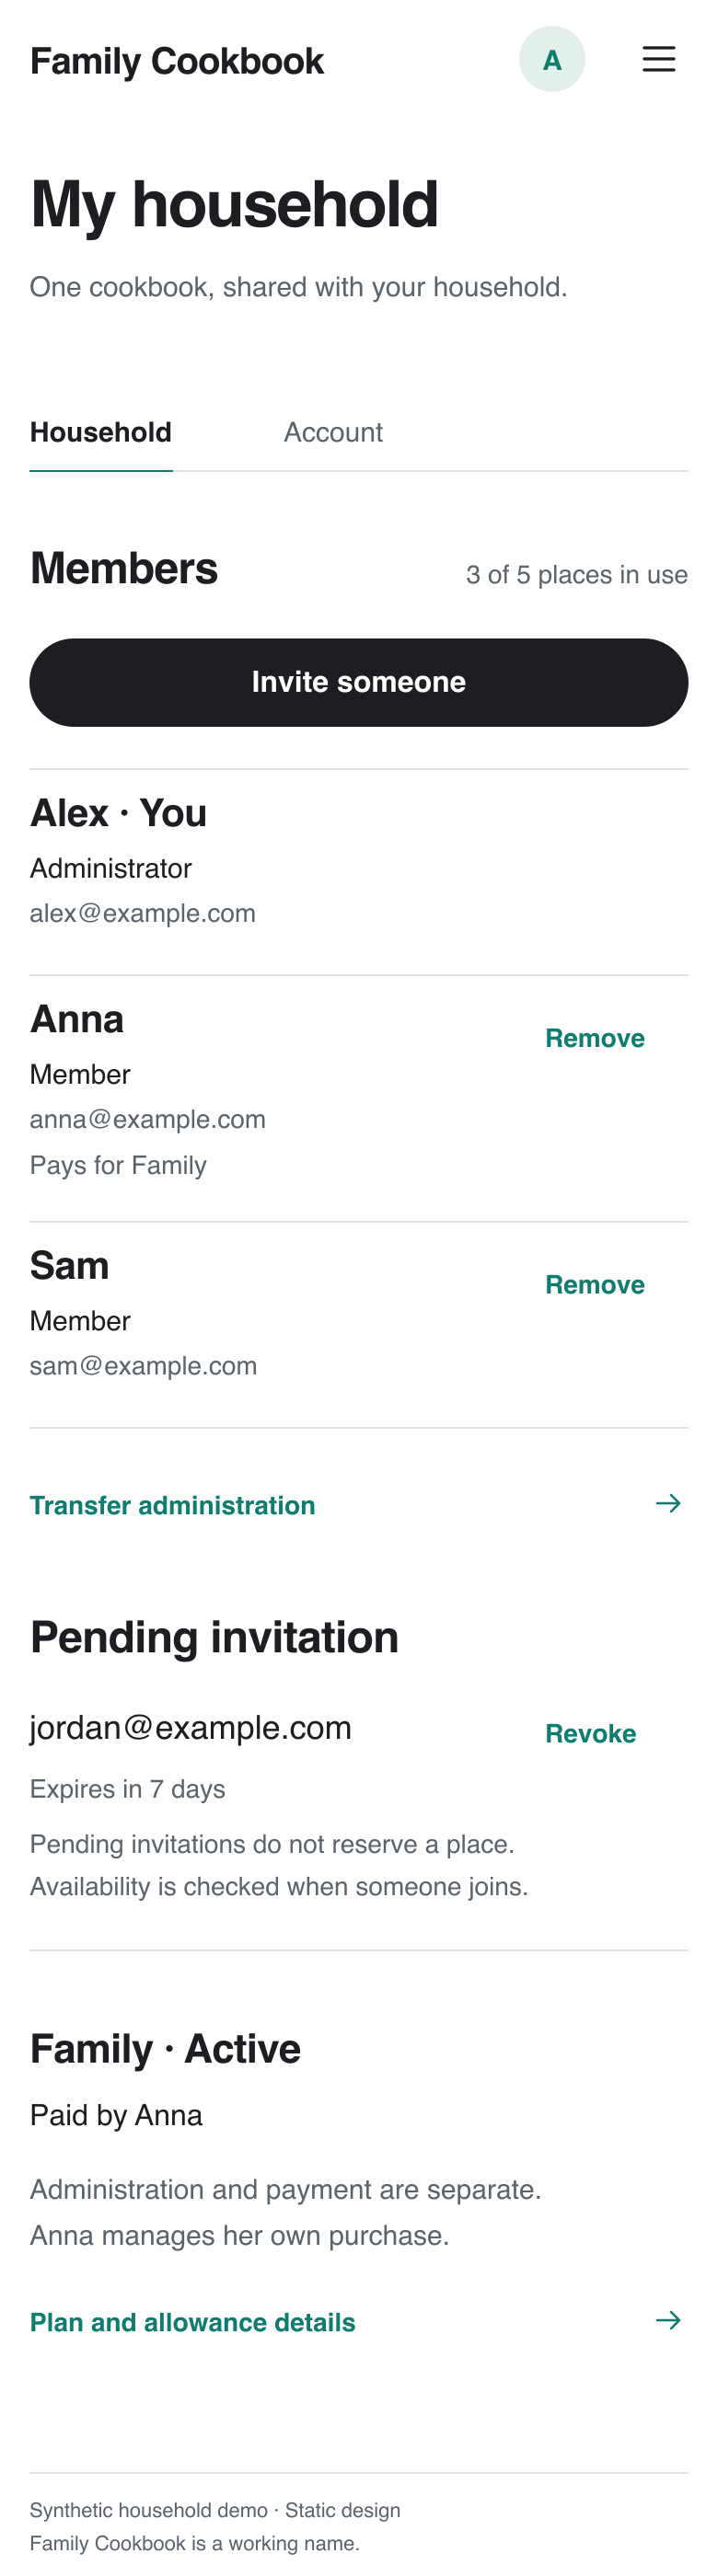 Family Cookbook
A
My household
One cookbook, shared with your household.
Household
Account
Members
3 of 5 places in use
Invite someone
Alex · You
Administrator
alex@example.com
Anna
Remove
Member
anna@example.com
Pays for Family
Sam
Remove
Member
sam@example.com
Transfer administration
Pending invitation
jordan@example.com
Revoke
Expires in 7 days
Pending invitations do not reserve a place.
Availability is checked when someone joins.
Family · Active
Paid by Anna
Administration and payment are separate.
Anna manages her own purchase.
Plan and allowance details
Synthetic household demo · Static design
Family Cookbook is a working name.